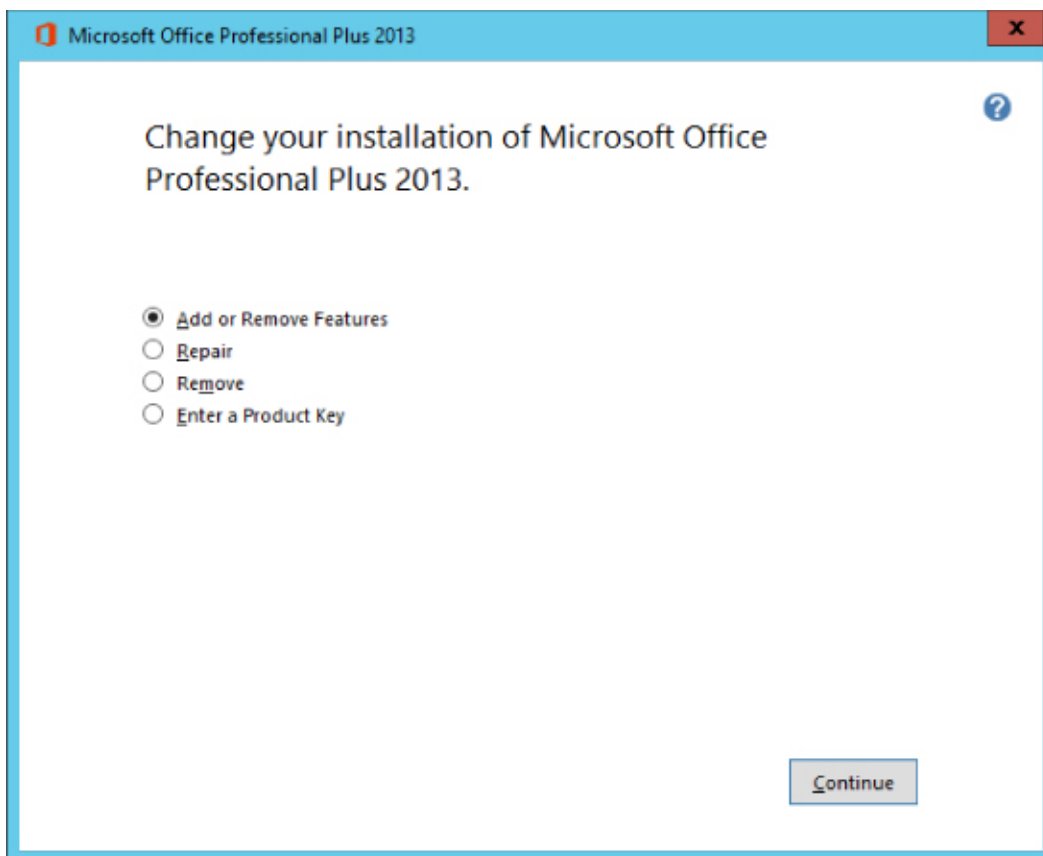 Microsoft Office Professional Plus 2013
x
?
Change your installation of Microsoft Office
Professional Plus 2013.
Add or Remove Features
Repair
Remove
Enter a Product Key
Continue